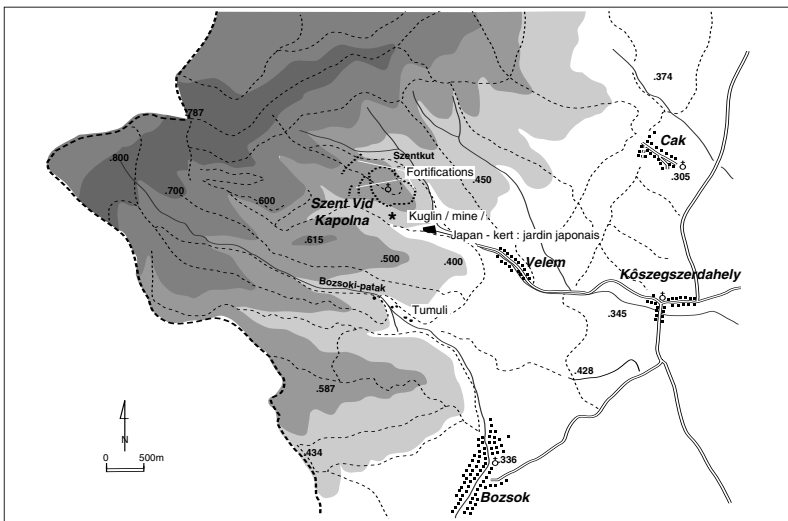 .374
.787
Cak
.800
Szentkut
.305
Fortifications
.450
.700
.600
Szent Vid
Kapolna
Kuglin / mine /
Japan - kert : jardin japonais
.615
.500
.400
Velem
Kôszegszerdahely
Bozsoki-patak
Tumuli
.345
.428
.587
N
0 500m
.434
.336
Bozsok